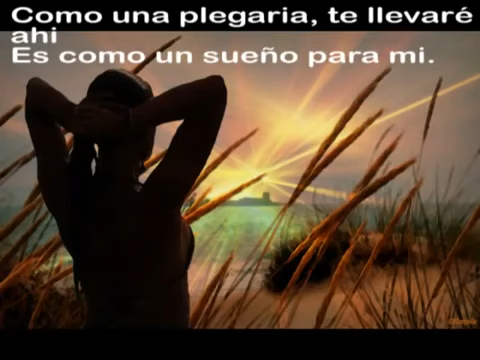 Como una plegaria, te llevaré
ahi
Es como un sueño para mi.